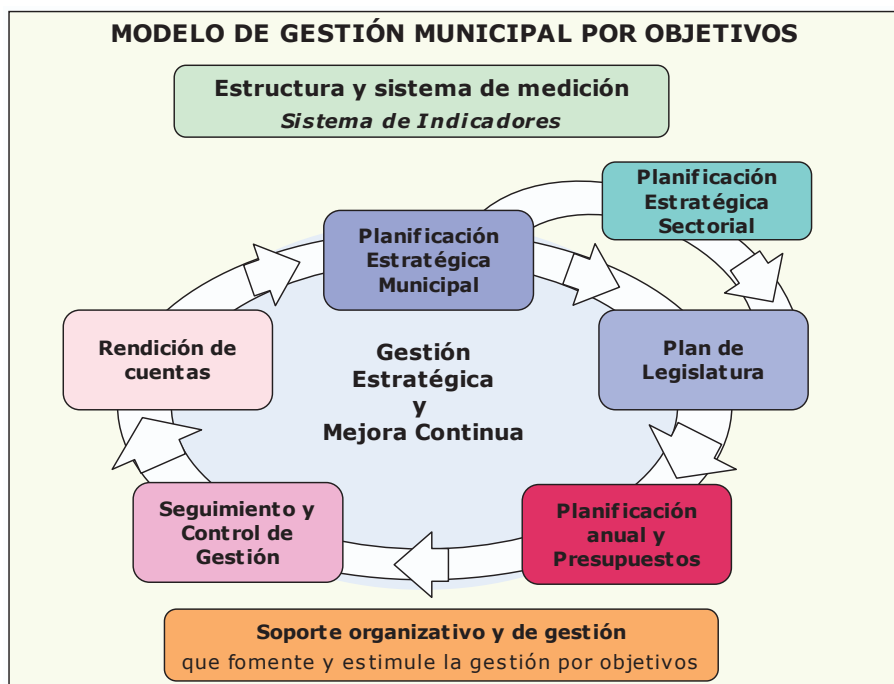 MODELO DE GESTIÓN MUNICIPAL POR OBJETIVOS
Estructura y sistema de medición
Sistema de Indicadores
Planificación
Estratégica
Sectorial
Planificación
Estratégica
Municipal
Rendición de
cuentas
Gestión
Estratégica
y
Mejora Continua
Plan de
Legislatura
Seguimiento y
Control de
Gestión
Planificación
anual y
Presupuestos
Soporte organizativo y de gestión
que fomente y estimule la gestión por objetivos